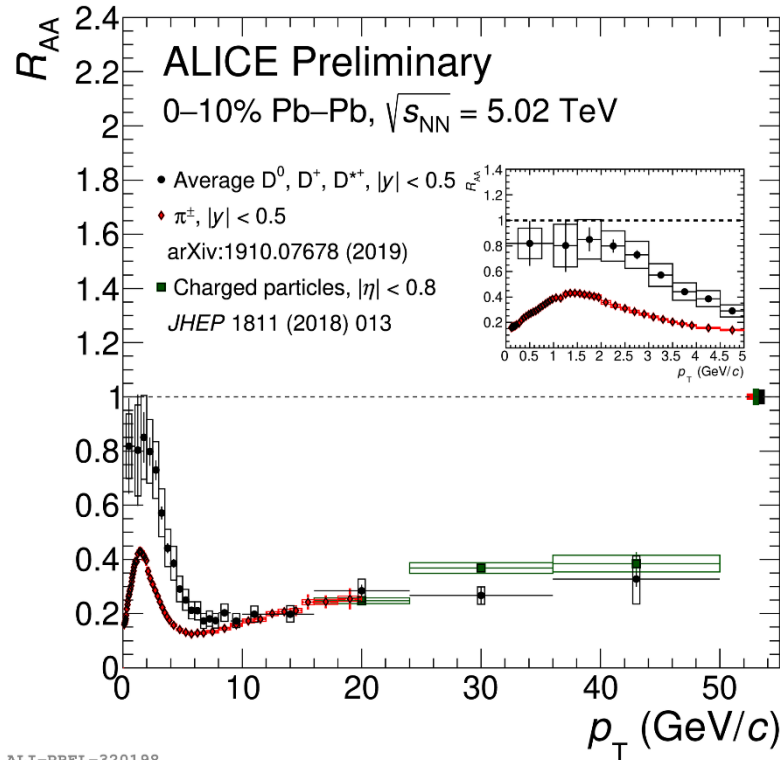 R_AA
2.4
2.2
2
1.8
1.6
1.4
1.2
1
0.8
0.6
0.4
0.2
0
ALICE Preliminary
0–10% Pb–Pb, √s_NN = 5.02 TeV
Average D⁰, D⁺, D*⁺, |y| < 0.5
π±, |y| < 0.5
arXiv:1910.07678 (2019)
Charged particles, |η| < 0.8
JHEP 1811 (2018) 013
R_AA
1.4
1.2
1
0.8
0.6
0.4
0.2
0 0.5 1 1.5 2 2.5 3 3.5 4 4.5 5
p_T (GeV/c)
0 10 20 30 40 50
p_T (GeV/c)
ALI-PREL-320198